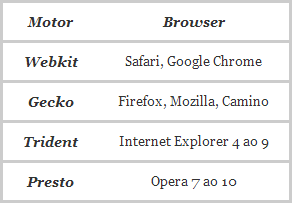 Motor Browser
Webkit Safari, Google Chrome
Gecko Firefox, Mozilla, Camino
Trident Internet Explorer 4 ao 9
Presto Opera 7 ao 10